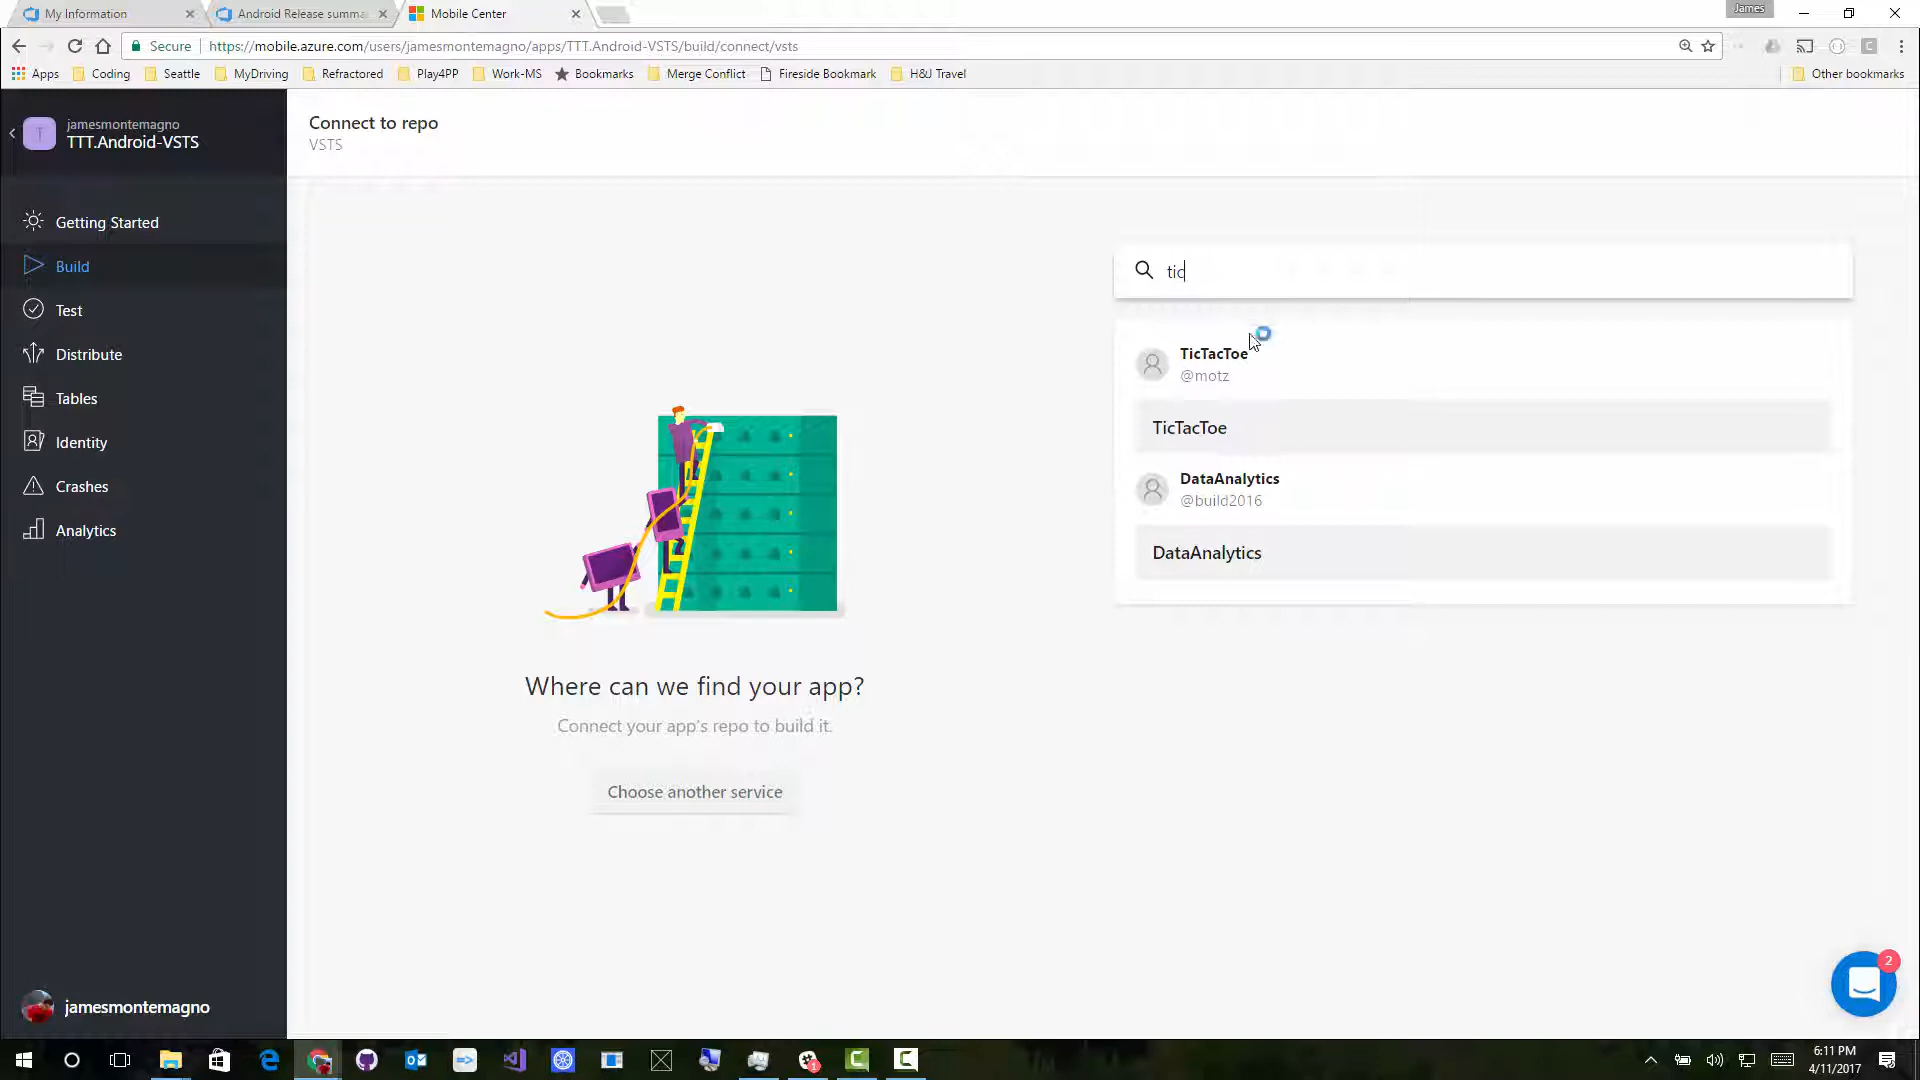 My Information
Android Release summa
Mobile Center
James
Secure
https://mobile.azure.com/users/jamesmontemagno/apps/TTT.Android-VSTS/build/connect/vsts
Apps
Coding
Seattle
MyDriving
Refractored
Play4PP
Work-MS
Bookmarks
Merge Conflict
Fireside Bookmark
H&J Travel
Other bookmarks
jamesmontemagno
TTT.Android-VSTS
T
Getting Started
Build
Test
Distribute
Tables
Identity
Crashes
Analytics
jamesmontemagno
Connect to repo
VSTS
Where can we find your app?
Connect your app's repo to build it.
Choose another service
tic
TicTacToe
@motz
TicTacToe
DataAnalytics
@build2016
DataAnalytics
2
6:11 PM
4/11/2017